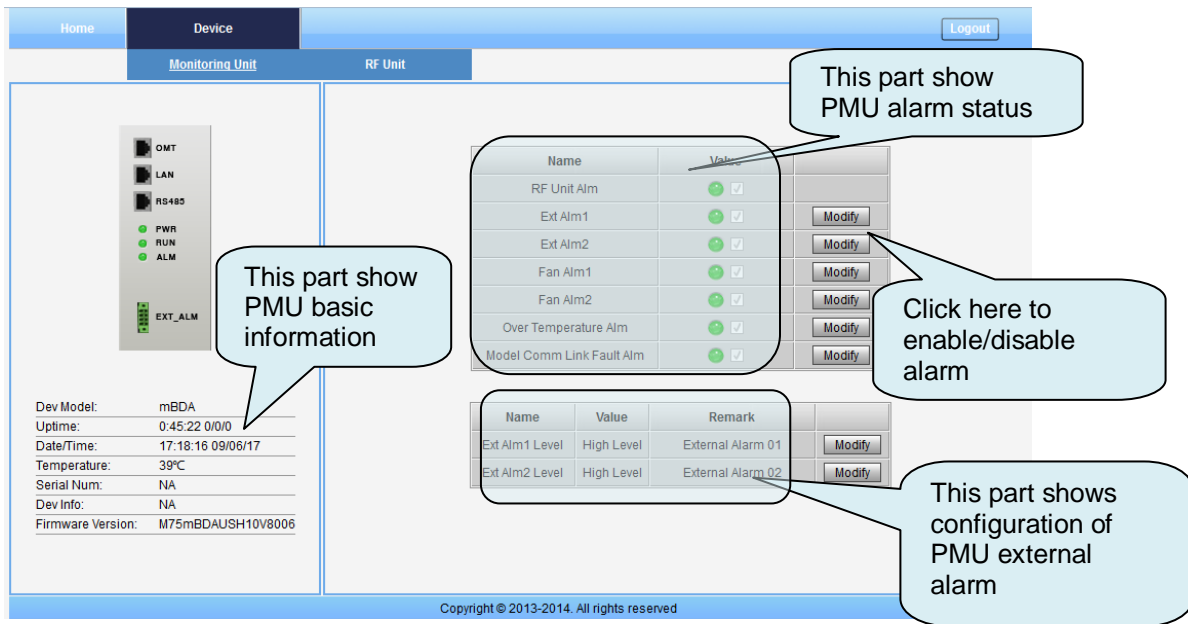 Home Device Logout
Monitoring Unit RF Unit
This part show
PMU alarm status
OMT
LAN
RS485
PWR
RUN
ALM
EXT_ALM
This part show
PMU basic
information
Dev Model: mBDA
Uptime: 0:45:22 0/0/0
Date/Time: 17:18:16 09/06/17
Temperature: 39℃
Serial Num: NA
Dev Info: NA
Firmware Version: M75mBDAUSH10V8006
Name Value
RF Unit Alm
Ext Alm1 Modify
Ext Alm2 Modify
Fan Alm1 Modify
Fan Alm2 Modify
Over Temperature Alm Modify
Model Comm Link Fault Alm Modify
Click here to
enable/disable
alarm
Name Value Remark
Ext Alm1 Level High Level External Alarm 01 Modify
Ext Alm2 Level High Level External Alarm 02 Modify
This part shows
configuration of
PMU external
alarm
Copyright © 2013-2014. All rights reserved